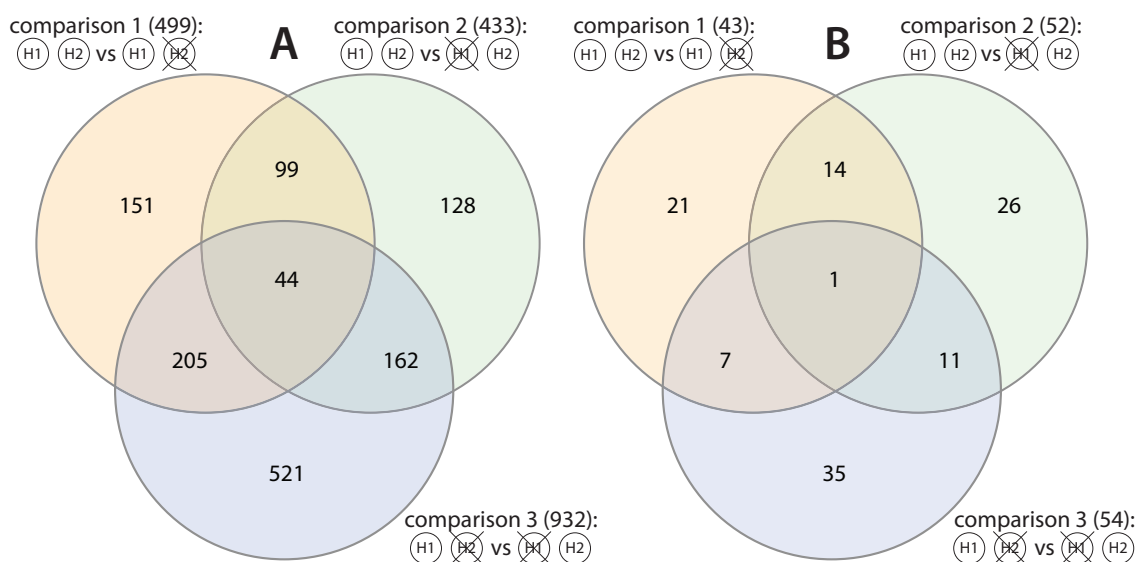 comparison 1 (499):
H1 H2 vs H1 H2
A
comparison 2 (433):
H1 H2 vs H1 H2
151
99
128
44
205
162
521
comparison 3 (932):
H1 H2 vs H1 H2
comparison 1 (43):
H1 H2 vs H1 H2
B
comparison 2 (52):
H1 H2 vs H1 H2
21
14
26
1
7
11
35
comparison 3 (54):
H1 H2 vs H1 H2